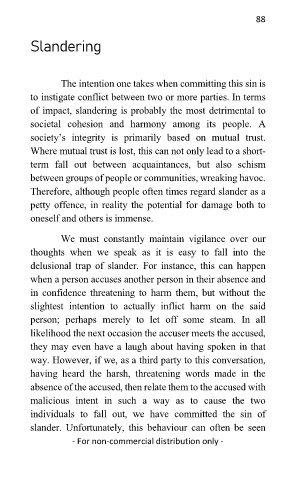 88
Slandering
The intention one takes when committing this sin is
to instigate conflict between two or more parties. In terms
of impact, slandering is probably the most detrimental to
societal cohesion and harmony among its people. A
society's integrity is primarily based on mutual trust.
Where mutual trust is lost, this can not only lead to a short-
term fall out between acquaintances, but also schism
between groups of people or communities, wreaking havoc.
Therefore, although people often times regard slander as a
petty offence, in reality the potential for damage both to
oneself and others is immense.
We must constantly maintain vigilance over our
thoughts when we speak as it is easy to fall into the
delusional trap of slander. For instance, this can happen
when a person accuses another person in their absence and
in confidence threatening to harm them, but without the
slightest intention to actually inflict harm on the said
person; perhaps merely to let off some steam. In all
likelihood the next occasion the accuser meets the accused,
they may even have a laugh about having spoken in that
way. However, if we, as a third party to this conversation,
having heard the harsh, threatening words made in the
absence of the accused, then relate them to the accused with
malicious intent in such a way as to cause the two
individuals to fall out, we have committed the sin of
slander. Unfortunately, this behaviour can often be seen
- For non-commercial distribution only -